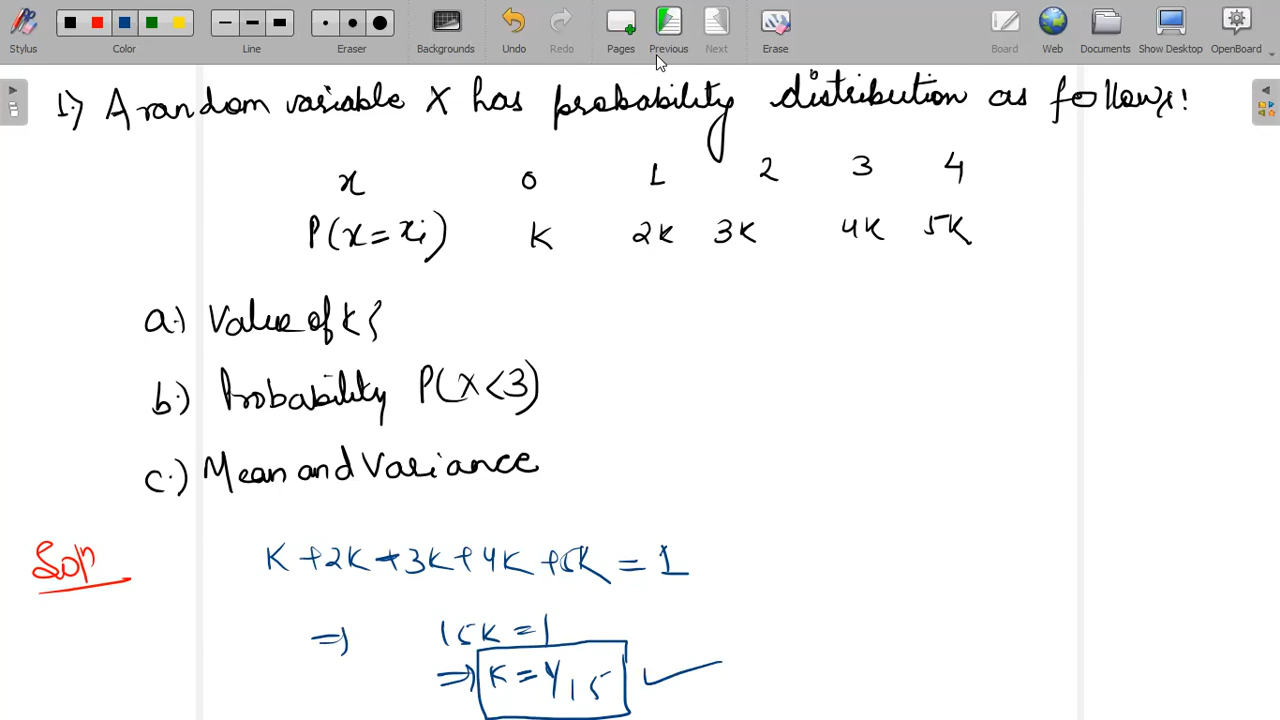 Stylus Color Line Eraser Backgrounds Undo Redo Pages Previous Next Erase Board Web Documents Show Desktop OpenBoard
1.) A random variable X has probability distribution as follows:
x 0 1 2 3 4
P(x=xi) K 2K 3K 4K 5K
a.) Value of K {
b.) Probability P(X<3)
c.) Mean and Variance
Soln K+2K+3K+4K+5K = 1
⇒ 15K=1
⇒ K = 1/15 ✓